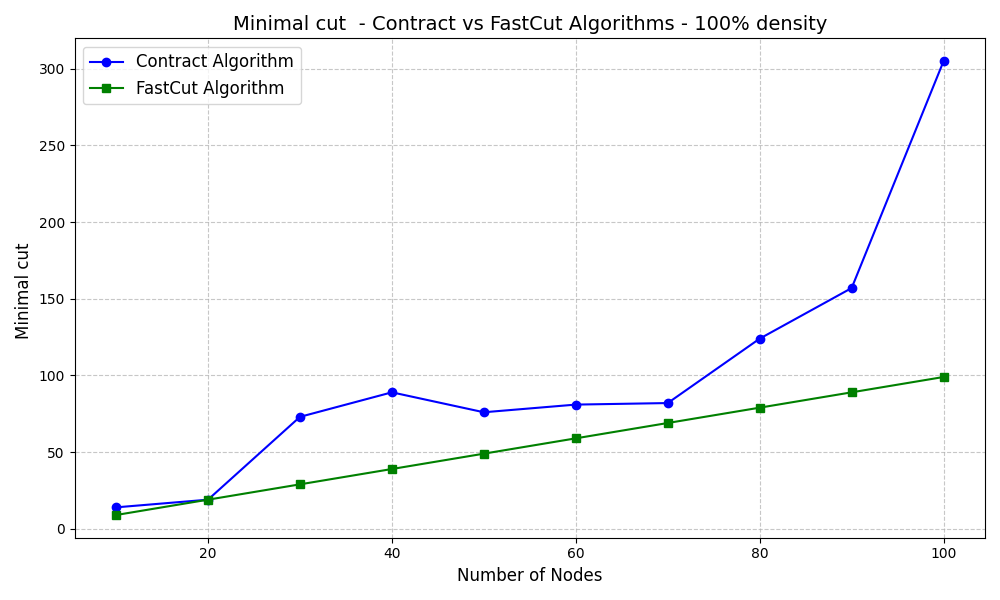 Minimal cut  - Contract vs FastCut Algorithms - 100% density
Contract Algorithm
FastCut Algorithm
Minimal cut
300
250
200
150
100
50
0
20
40
60
80
100
Number of Nodes